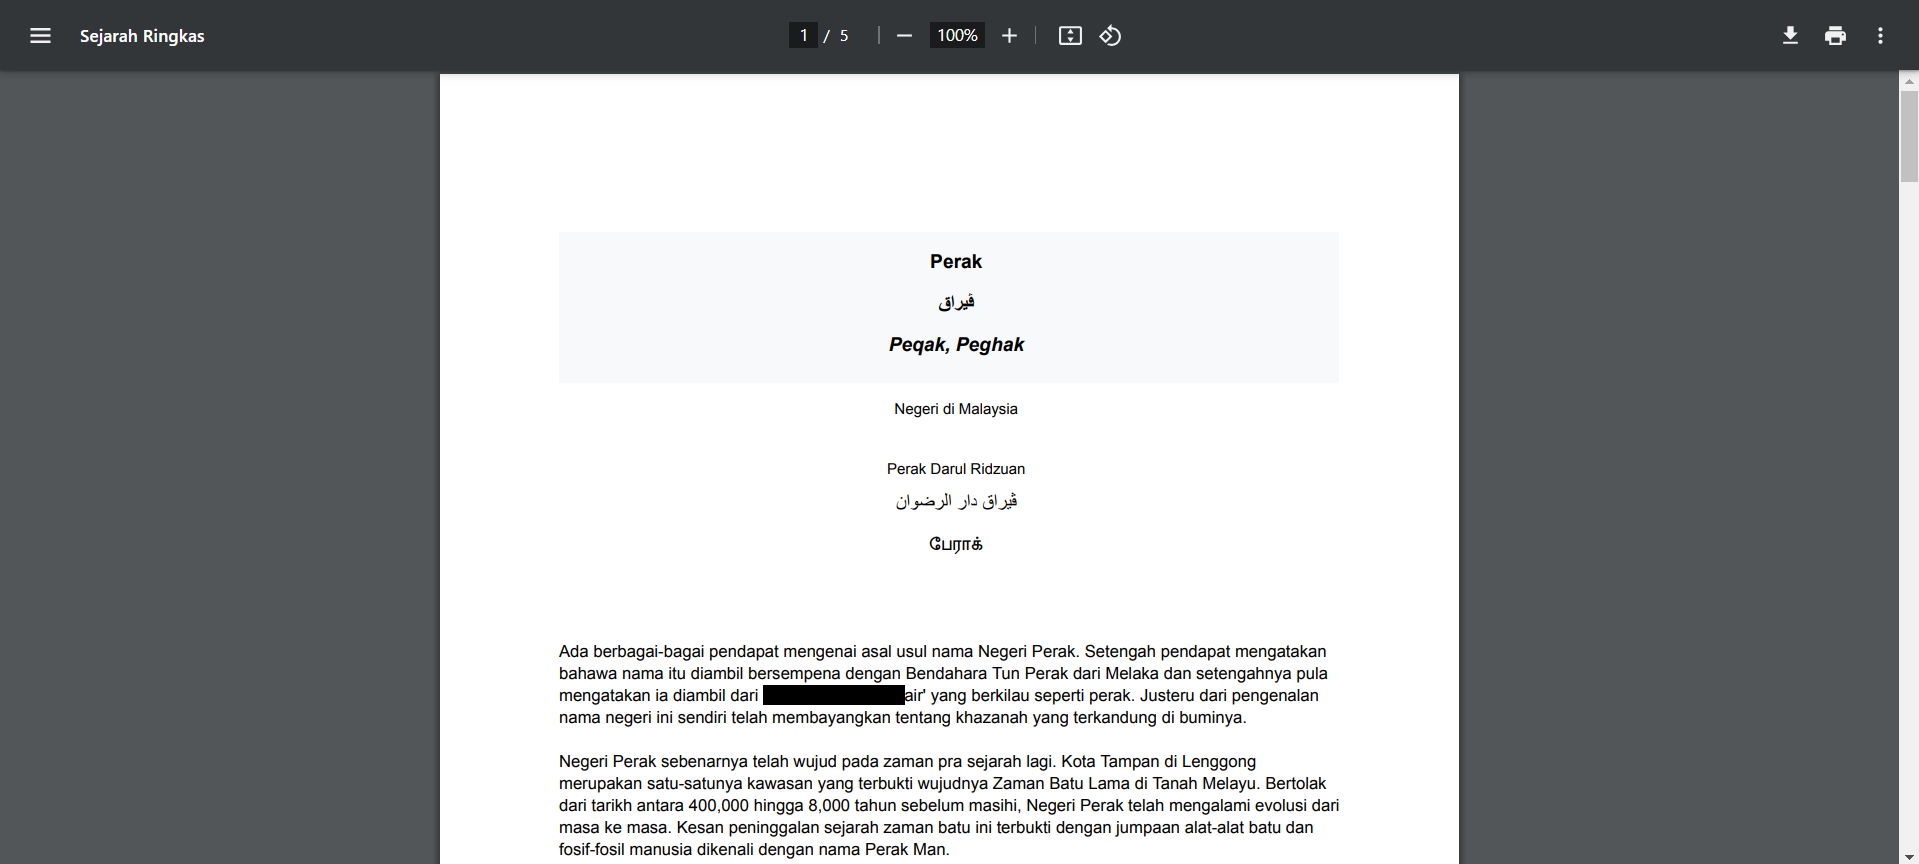 Sejarah Ringkas
1 / 5
100%
Perak
ڤيراق
Peqak, Peghak
Negeri di Malaysia
Perak Darul Ridzuan
ڤيراق دار الرضوان
பேராக்
Ada berbagai-bagai pendapat mengenai asal usul nama Negeri Perak. Setengah pendapat mengatakan
bahawa nama itu diambil bersempena dengan Bendahara Tun Perak dari Melaka dan setengahnya pula
mengatakan ia diambil dari air' yang berkilau seperti perak. Justeru dari pengenalan
nama negeri ini sendiri telah membayangkan tentang khazanah yang terkandung di buminya.
Negeri Perak sebenarnya telah wujud pada zaman pra sejarah lagi. Kota Tampan di Lenggong
merupakan satu-satunya kawasan yang terbukti wujudnya Zaman Batu Lama di Tanah Melayu. Bertolak
dari tarikh antara 400,000 hingga 8,000 tahun sebelum masihi, Negeri Perak telah mengalami evolusi dari
masa ke masa. Kesan peninggalan sejarah zaman batu ini terbukti dengan jumpaan alat-alat batu dan
fosif-fosil manusia dikenali dengan nama Perak Man.